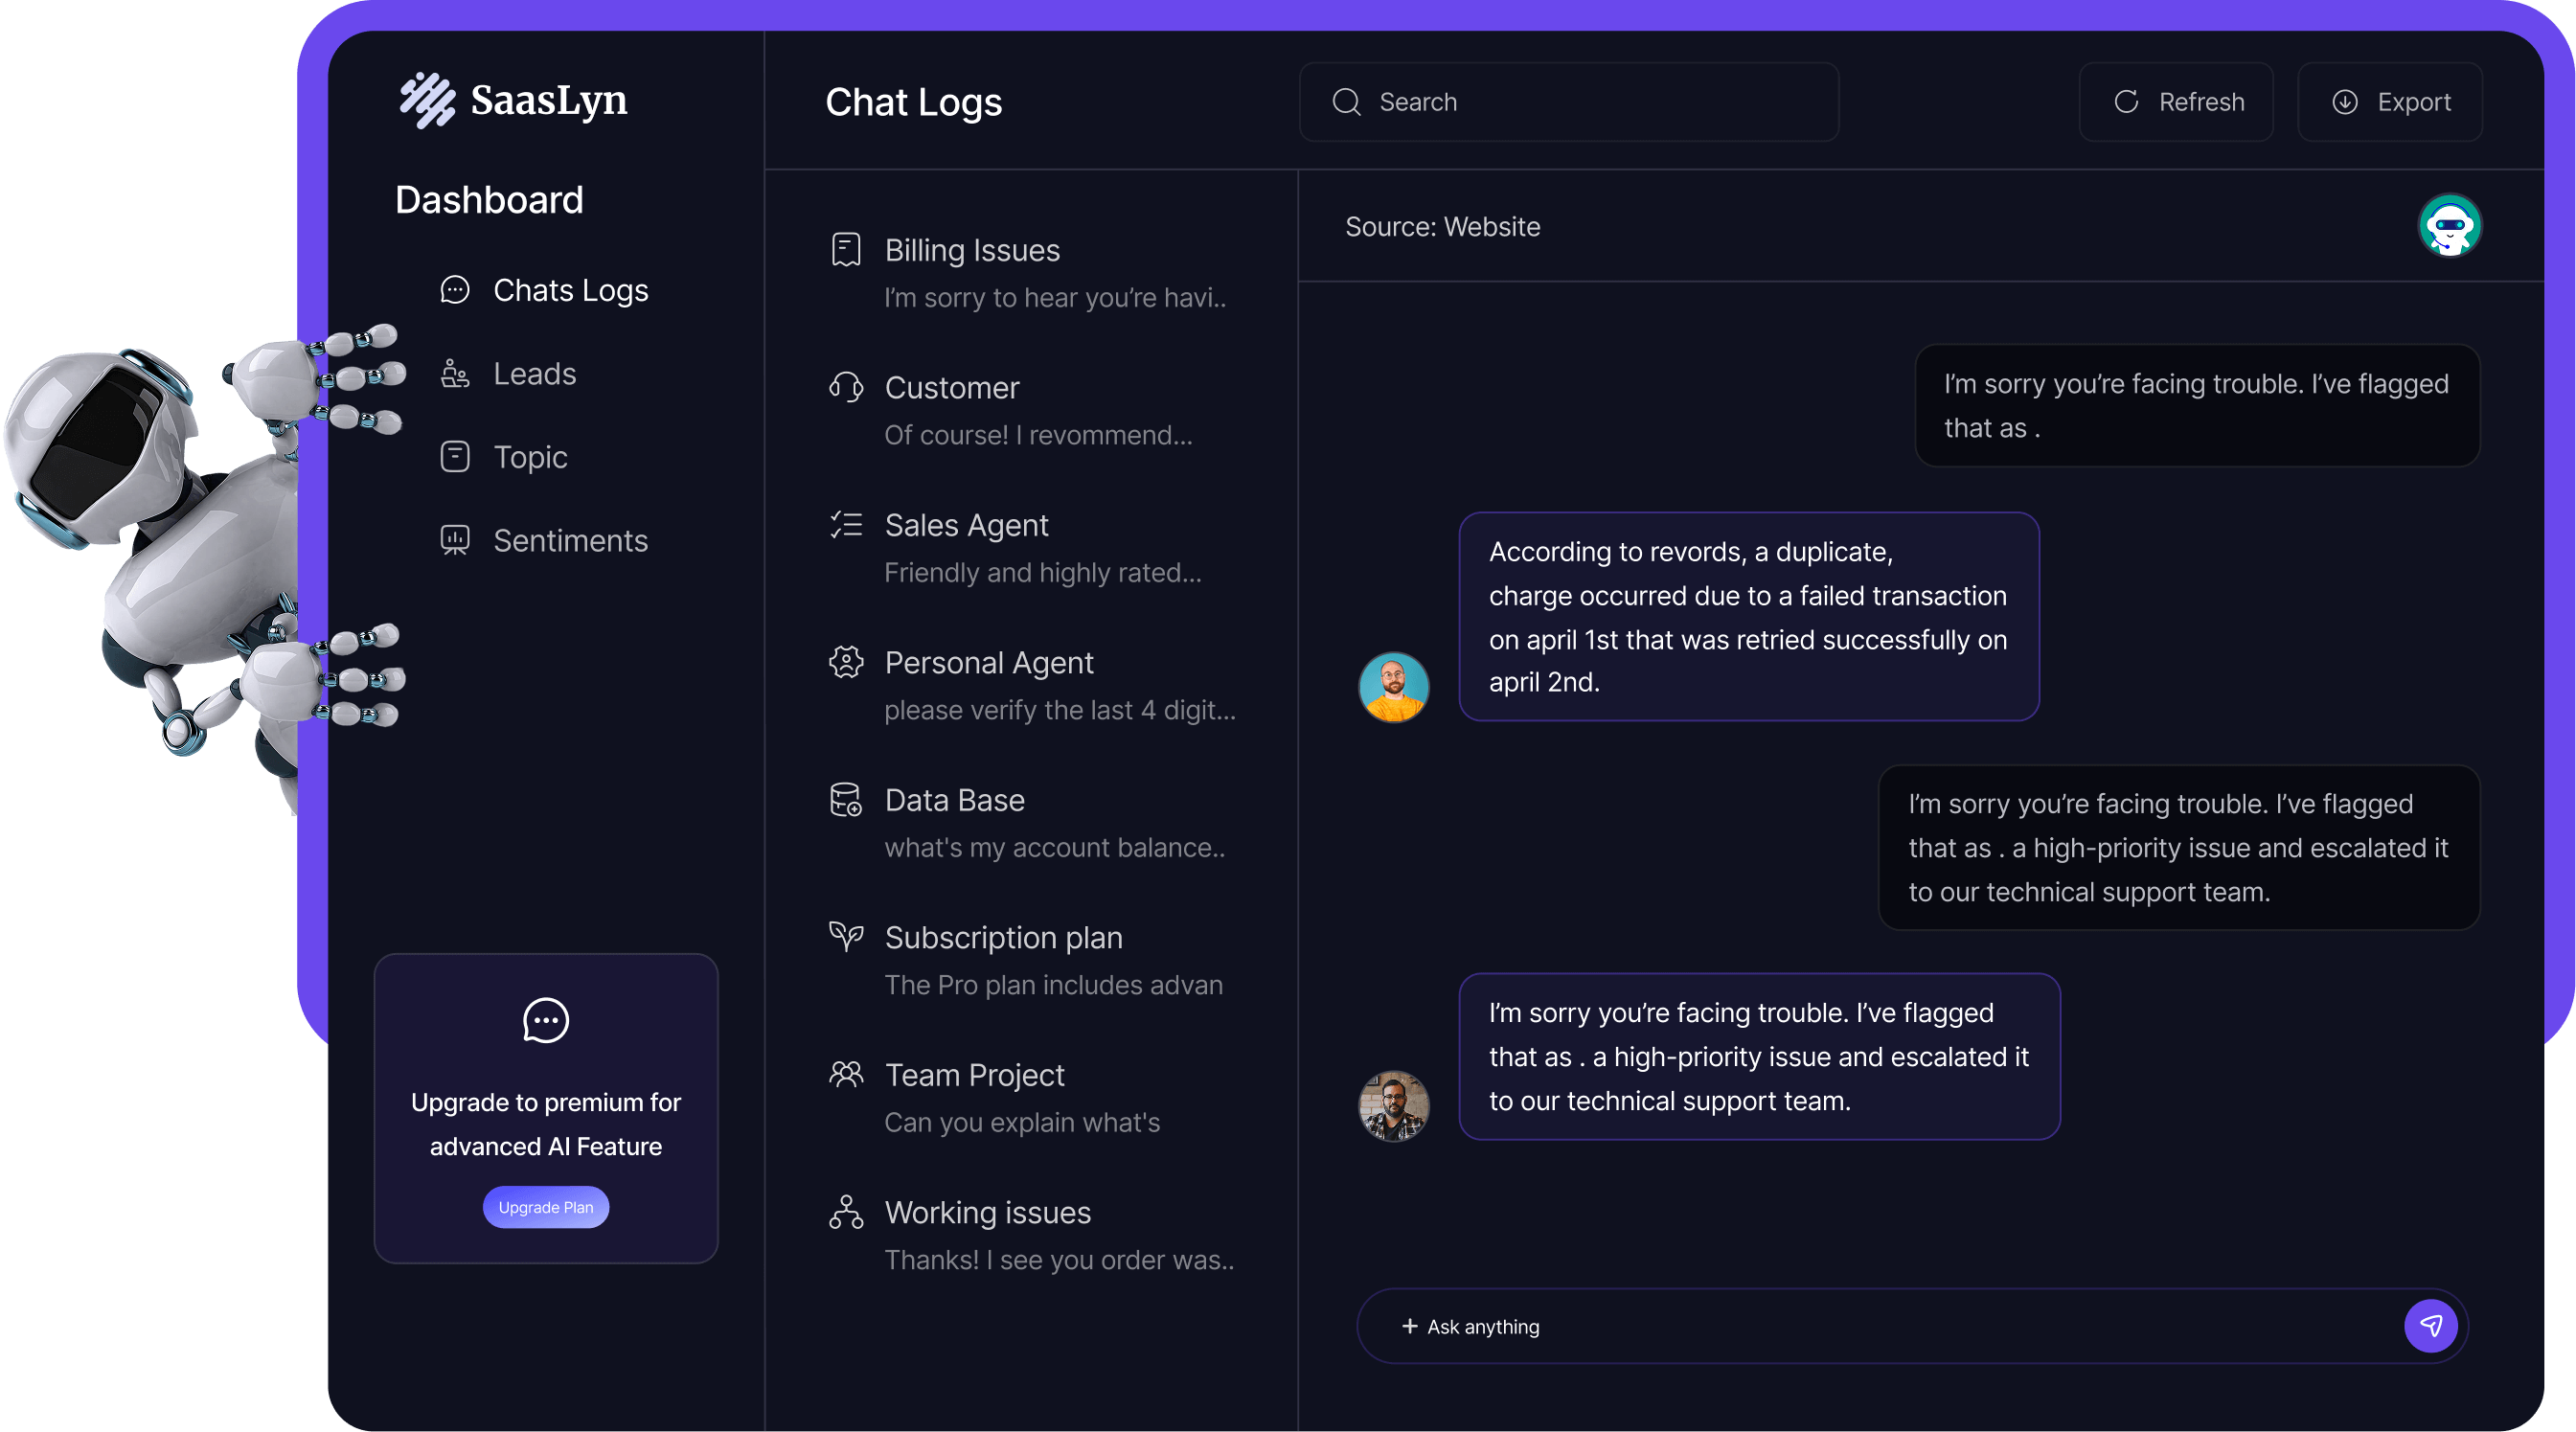 SaasLyn
Dashboard
Chats Logs
Leads
Topic
Sentiments
Upgrade to premium for
advanced AI Feature
Upgrade Plan
Chat Logs
Search
Refresh
Export
Billing Issues
I’m sorry to hear you’re havi..
Customer
Of course! I revommend...
Sales Agent
Friendly and highly rated...
Personal Agent
please verify the last 4 digit...
Data Base
what's my account balance..
Subscription plan
The Pro plan includes advan
Team Project
Can you explain what's
Working issues
Thanks! I see you order was..
Source: Website
I’m sorry you’re facing trouble. I’ve flagged
that as .
According to revords, a duplicate,
charge occurred due to a failed transaction
on april 1st that was retried successfully on
april 2nd.
I’m sorry you’re facing trouble. I’ve flagged
that as . a high-priority issue and escalated it
to our technical support team.
I’m sorry you’re facing trouble. I’ve flagged
that as . a high-priority issue and escalated it
to our technical support team.
+ Ask anything